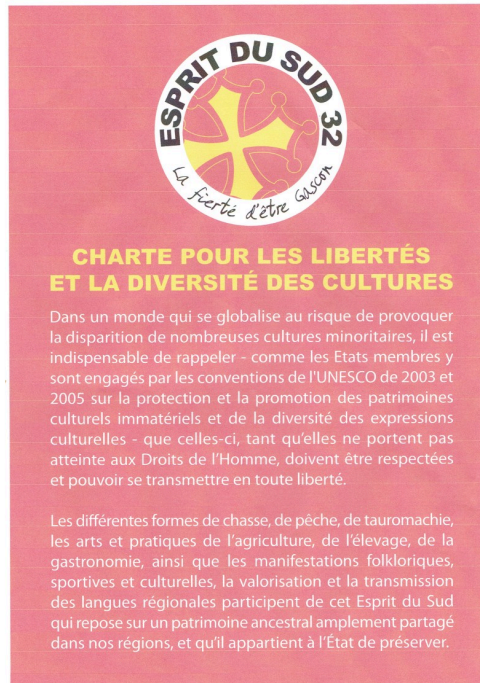 ESPRIT DU SUD 32
La fierté d'être Gascon
CHARTE POUR LES LIBERTÉS
ET LA DIVERSITÉ DES CULTURES
Dans un monde qui se globalise au risque de provoquer
la disparition de nombreuses cultures minoritaires, il est
indispensable de rappeler - comme les Etats membres y
sont engagés par les conventions de l'UNESCO de 2003 et
2005 sur la protection et la promotion des patrimoines
culturels immatériels et de la diversité des expressions
culturelles - que celles-ci, tant qu'elles ne portent pas
atteinte aux Droits de l'Homme, doivent être respectées
et pouvoir se transmettre en toute liberté.
Les différentes formes de chasse, de pêche, de tauromachie,
les arts et pratiques de l'agriculture, de l'élevage, de la
gastronomie, ainsi que les manifestations folkloriques,
sportives et culturelles, la valorisation et la transmission
des langues régionales participent de cet Esprit du Sud
qui repose sur un patrimoine ancestral amplement partagé
dans nos régions, et qu'il appartient à l'État de préserver.